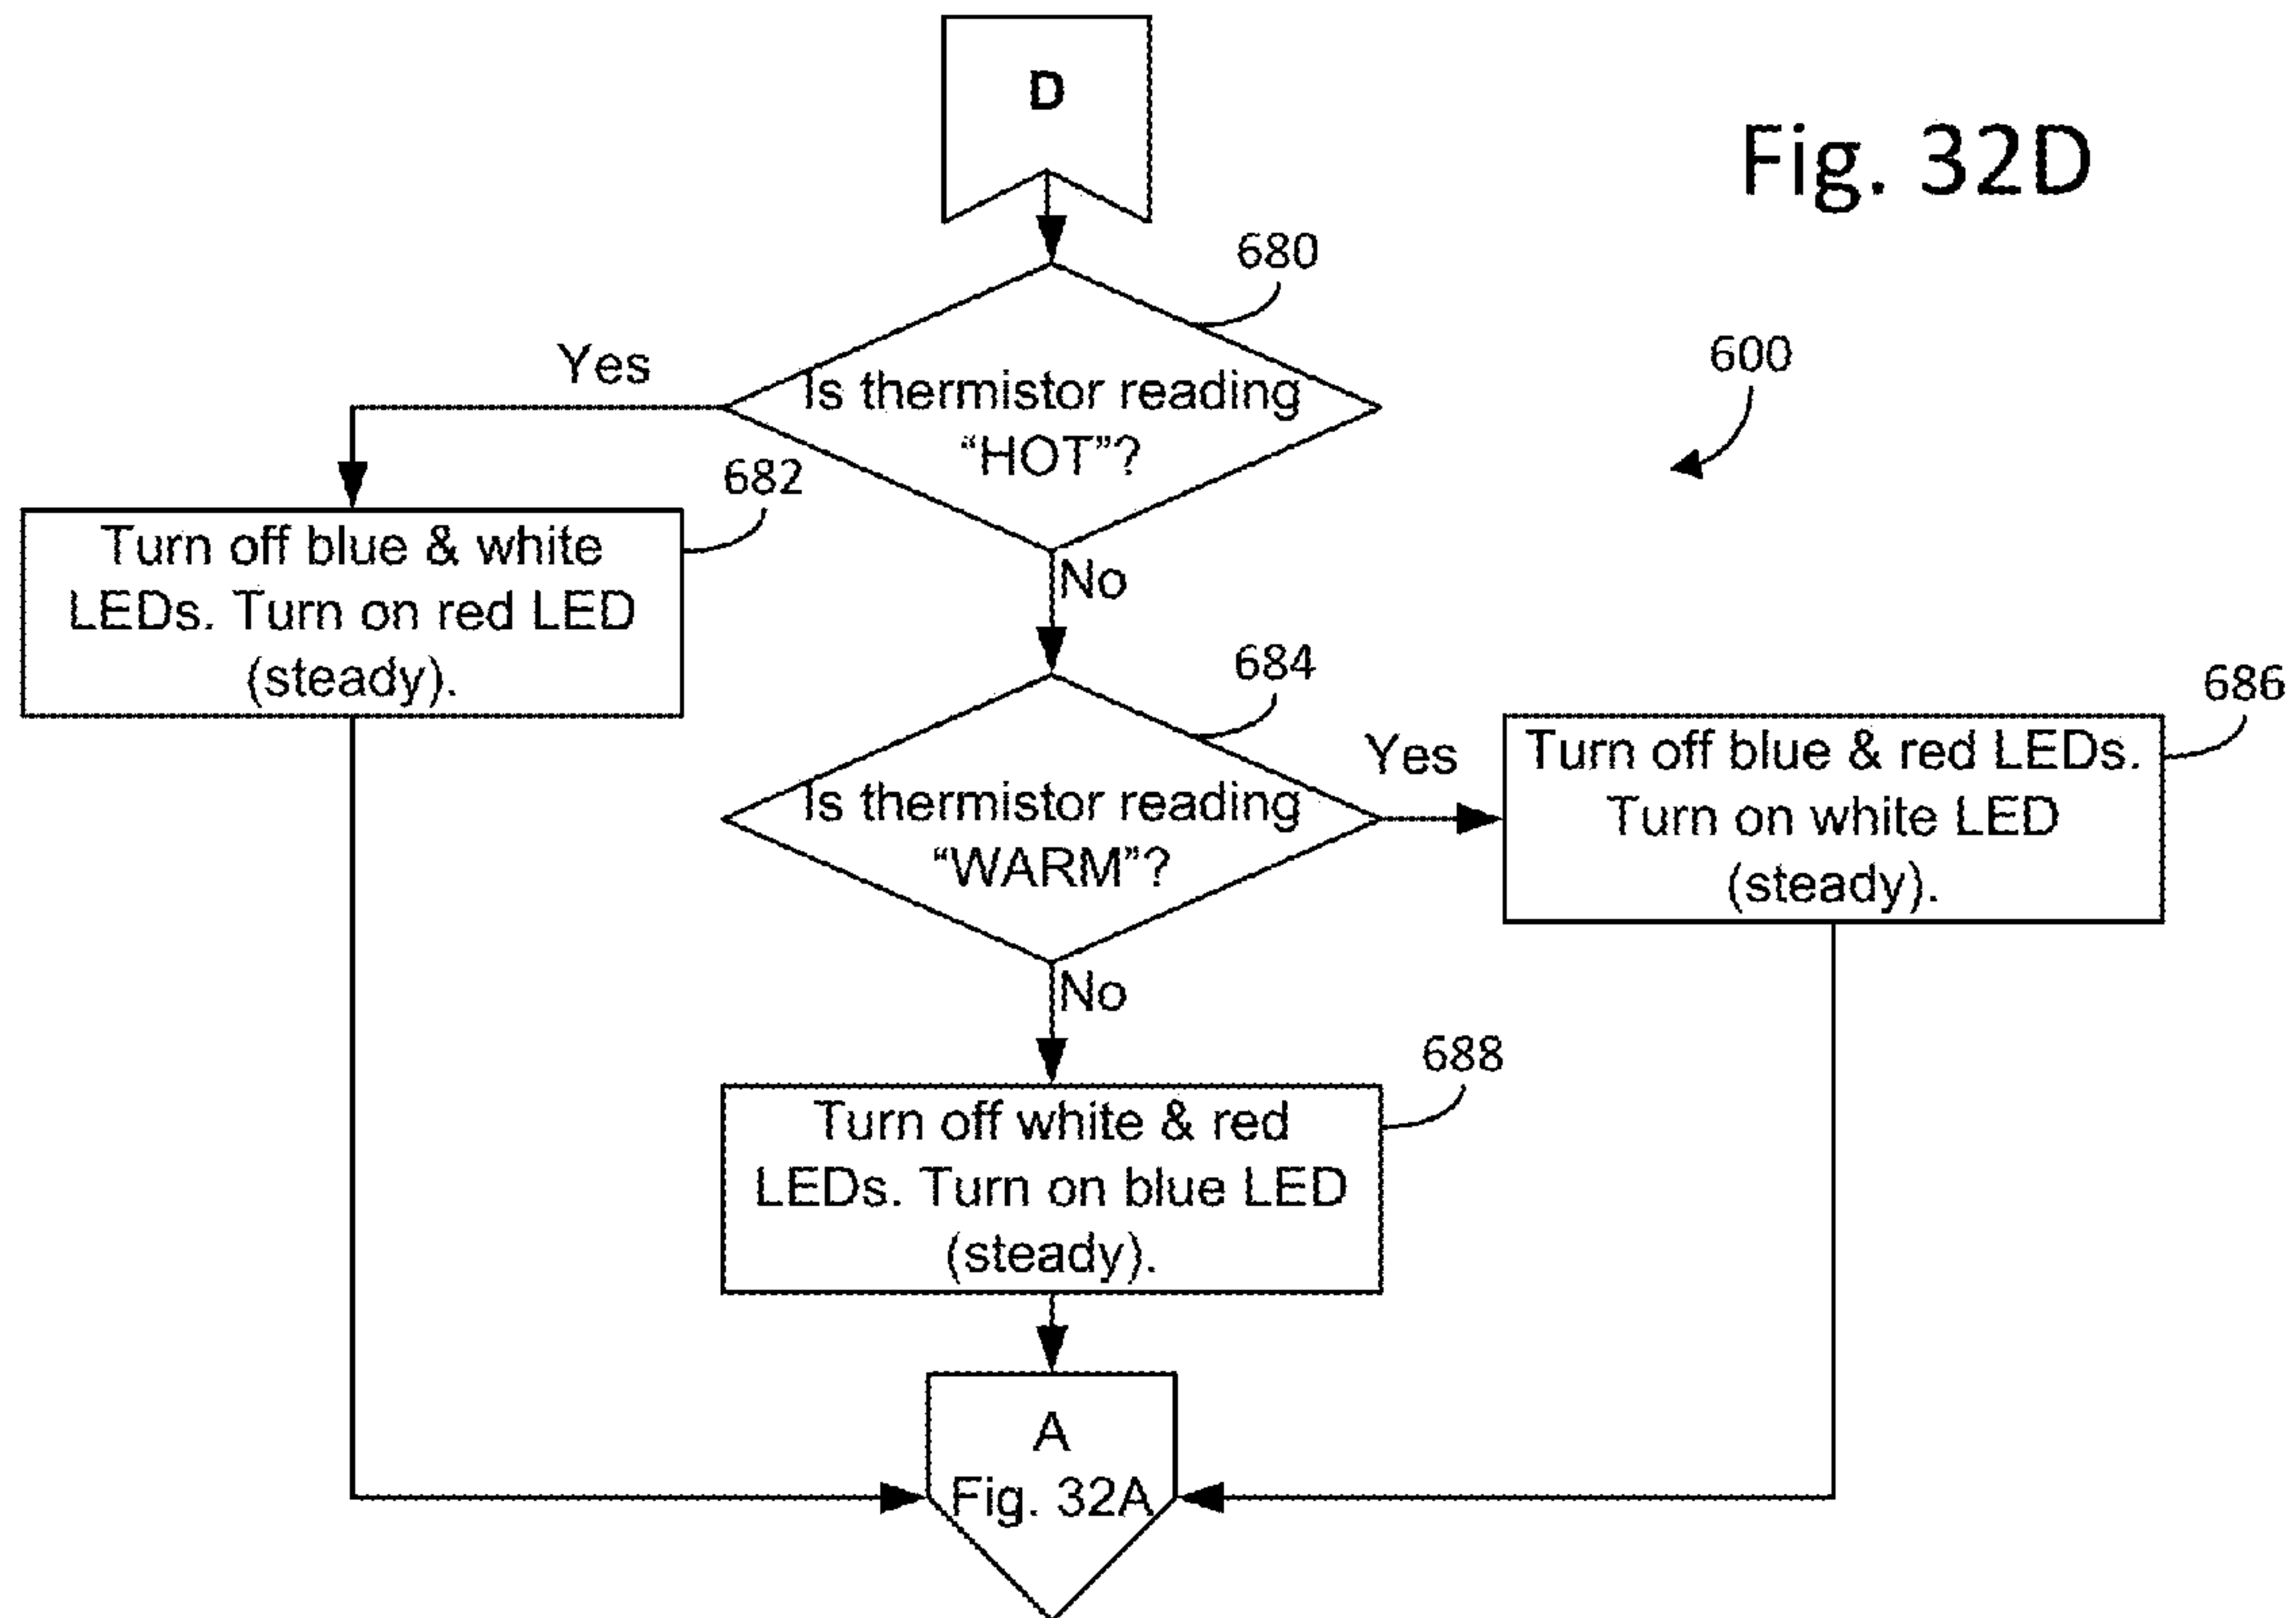 D
Fig. 32D
680
600
Yes
Is thermistor reading
“HOT”?
682
Turn off blue & white
LEDs. Turn on red LED
(steady).
No
684
686
Yes
Is thermistor reading
“WARM”?
Turn off blue & red LEDs.
Turn on white LED
(steady).
No
688
Turn off white & red
LEDs. Turn on blue LED
(steady).
A
Fig. 32A